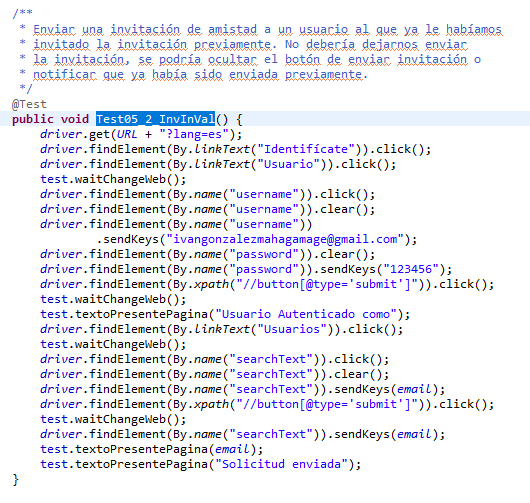 /**
 * Enviar una invitación de amistad a un usuario al que ya le habíamos
 * invitado la invitación previamente. No debería dejarnos enviar
 * la invitación, se podría ocultar el botón de enviar invitación o
 * notificar que ya había sido enviada previamente.
 */
@Test
public void Test05_2_InvInVal() {
    driver.get(URL + "?lang=es");
    driver.findElement(By.linkText("Identifícate")).click();
    driver.findElement(By.linkText("Usuario")).click();
    test.waitChangeWeb();
    driver.findElement(By.name("username")).click();
    driver.findElement(By.name("username")).clear();
    driver.findElement(By.name("username"))
            .sendKeys("ivangonzalezmahagamage@gmail.com");
    driver.findElement(By.name("password")).clear();
    driver.findElement(By.name("password")).sendKeys("123456");
    driver.findElement(By.xpath("//button[@type='submit']")).click();
    test.waitChangeWeb();
    test.textoPresentePagina("Usuario Autenticado como");
    driver.findElement(By.linkText("Usuarios")).click();
    test.waitChangeWeb();
    driver.findElement(By.name("searchText")).click();
    driver.findElement(By.name("searchText")).clear();
    driver.findElement(By.name("searchText")).sendKeys(email);
    driver.findElement(By.xpath("//button[@type='submit']")).click();
    test.waitChangeWeb();
    driver.findElement(By.name("searchText")).sendKeys(email);
    test.textoPresentePagina(email);
    test.textoPresentePagina("Solicitud enviada");
}